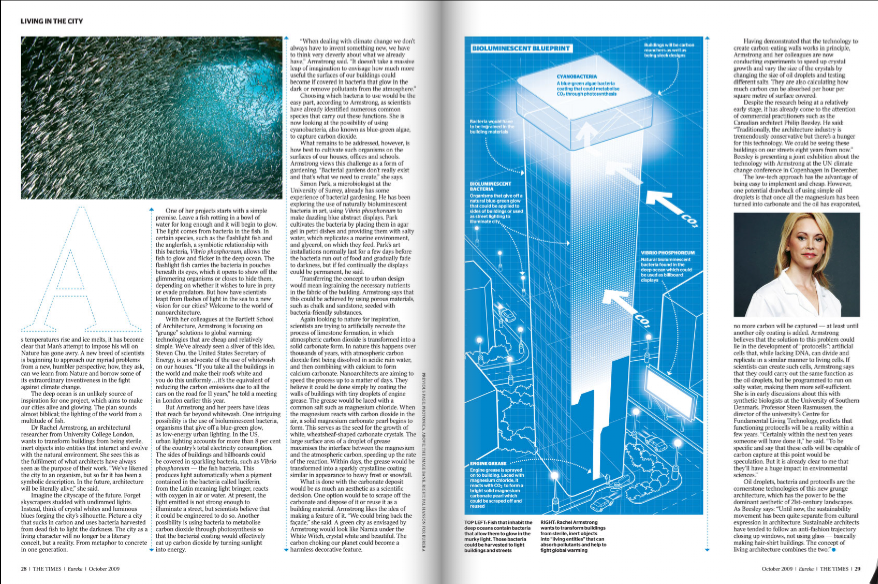 LIVING IN THE CITY
A
s temperatures rise and ice melts, it has become
clear that Man's attempt to impose his will on
Nature has gone awry. A new breed of scientists
is beginning to approach our myriad problems
from a new, humbler perspective; how, they ask,
can we learn from Nature and borrow some of
its extraordinary inventiveness in the fight
against climate change.
The deep ocean is an unlikely source of
inspiration for one project, which aims to make
our cities alive and glowing. The plan sounds
almost biblical; the lighting of the world from a
multitude of fish.
Dr Rachel Armstrong, an architectural
researcher from University College London,
wants to transform buildings from being sterile,
inert objects into entities that interact and evolve
with the natural environment. She sees this as
the fulfilment of what architects have always
seen as the purpose of their work. "We've likened
the city to an organism, but so far it has been a
symbolic description. In the future, architecture
will be literally alive," she said.
Imagine the cityscape of the future. Forget
skyscrapers studded with unadorned lights.
Instead, think of crystal whites and luminous
blues forging the city's silhouette. Picture a city
that sucks in carbon and uses bacteria harvested
from dead fish to light the darkness. The city as a
living character will no longer be a literary
conceit, but a reality. From metaphor to concrete
in one generation.
One of her projects starts with a simple
premise. Leave a fish rotting in a bowl of
water for long enough and it will begin to glow.
The light comes from bacteria in the fish. In
certain species, such as the flashlight fish and
the anglerfish, a symbiotic relationship with
this bacteria, Vibrio phosphoreum, allows the
fish to glow and flicker in the deep ocean. The
flashlight fish carries the bacteria in pouches
beneath its eyes, which it opens to show off the
glimmering organisms or closes to hide them,
depending on whether it wishes to lure in prey
or evade predators. But how have scientists
leapt from flashes of light in the sea to a new
vision for our cities? Welcome to the world of
nanoarchitecture.
With her colleagues at the Bartlett School
of Architecture, Armstrong is focusing on
"grunge" solutions to global warming:
technologies that are cheap and relatively
simple. We've already seen a sliver of this idea.
Steven Chu, the United States Secretary of
Energy, is an advocate of the use of whitewash
on our houses. "If you take all the buildings in
the world and make their roofs white and
you do this uniformly ...it's the equivalent of
reducing the carbon emissions due to all the
cars on the road for 11 years," he told a meeting
in London earlier this year.
But Armstrong and her peers have ideas
that reach far beyond whitewash. One intriguing
possibility is the use of bioluminescent bacteria,
organisms that give off a blue-green glow,
as low-energy urban lighting. In the US,
urban lighting accounts for more than 8 per cent
of the country's total electricity consumption.
The sides of buildings and billboards could
be covered in sparkling bacteria, such as Vibrio
phosphoreum — the fish bacteria. This
produces light automatically when a pigment
contained in the bacteria called luciferin,
from the Latin meaning light bringer, reacts
with oxygen in air or water. At present, the
light emitted is not strong enough to
illuminate a street, but scientists believe that
it could be engineered to do so. Another
possibility is using bacteria to metabolise
carbon dioxide through photosynthesis so
that the bacterial coating would effectively
eat up carbon dioxide by turning sunlight
into energy.
"When dealing with climate change we don't
always have to invent something new, we have
to think very cleverly about what we already
have," Armstrong said. "It doesn't take a massive
leap of imagination to envisage how much more
useful the surfaces of our buildings could
become if covered in bacteria that glow in the
dark or remove pollutants from the atmosphere."
Choosing which bacteria to use would be the
easy part, according to Armstrong, as scientists
have already identified numerous common
species that carry out these functions. She is
now looking at the possibility of using
cyanobacteria, also known as blue-green algae,
to capture carbon dioxide.
What remains to be addressed, however, is
how best to cultivate such organisms on the
surfaces of our houses, offices and schools.
Armstrong views this challenge as a form of
gardening. "Bacterial gardens don't really exist
and that's what we need to create," she says.
Simon Park, a microbiologist at the
University of Surrey, already has some
experience of bacterial gardening. He has been
exploring the use of naturally bioluminescent
bacteria in art, using Vibrio phosphoreum to
make dazzling blue abstract displays. Park
cultivates the bacteria by placing them in agar
gel in petri dishes and providing them with salty
water, which replicates a marine environment,
and glycerol, on which they feed. Park's art
installations normally last for a few days before
the bacteria run out of food and gradually fade
to darkness, but if fed continually the displays
could be permanent, he said.
Transferring the concept to urban design
would mean ingraining the necessary nutrients
in the fabric of the building. Armstrong says that
this could be achieved by using porous materials,
such as chalk and sandstone, seeded with
bacteria-friendly substances.
Again looking to nature for inspiration,
scientists are trying to artificially recreate the
process of limestone formation, in which
atmospheric carbon dioxide is transformed into a
solid carbonate form. In nature this happens over
thousands of years, with atmospheric carbon
dioxide first being dissolved in acidic rain water,
and then combining with calcium to form
calcium carbonate. Nanoarchitects are aiming to
speed the process up to a matter of days. They
believe it could be done simply by coating the
walls of buildings with tiny droplets of engine
grease. The grease would be laced with a
common salt such as magnesium chloride. When
the magnesium reacts with carbon dioxide in the
air, a solid magnesium carbonate pearl begins to
form. This serves as the seed for the growth of
white, wheatsheaf-shaped carbonate crystals. The
large surface area of a droplet of grease
maximises the interface between the magnesium
and the atmospheric carbon, speeding up the rate
of the reaction. Within days, the grease would be
transformed into a sparkly crystalline coating
similar in appearance to heavy frost or snowfall.
What is done with the carbonate deposit
would be as much an aesthetic as a scientific
decision. One option would be to scrape off the
carbonate and dispose of it or reuse it as a
building material. Armstrong likes the idea of
making a feature of it. "We could bring back the
façade," she said. A green city as envisaged by
Armstrong would look like Narnia under the
White Witch, crystal white and beautiful. The
carbon choking our planet could become a
harmless decorative feature.
28 | THE TIMES | Eureka | October 2009
BIOLUMINESCENT BLUEPRINT
Buildings will be carbon
CYANOBACTERIA
A blue-green algae bacteria
coating that could metabolise
CO2 through photosynthesis
building materials
BIOLUMINESCENT
BACTERIA
Organisms that give off a
natural blue-green glow
that could be applied to
sides of buildings or used
as street lighting to
CO2
VIBRIO PHOSPHOREUM
bacteria found in the
deep ocean which could
be used as billboard
displays
CO2
ENGINE GREASE
Engine grease is sprayed
on to building. Laced with
magnesium chloride, it
reacts with CO2 to form a
bright solid magnesium
carbonate pearl which
could be scraped off and
reused
TOP LEFT: Fish that inhabit the
deep oceans contain bacteria
that allow them to glow in the
murky light. These bacteria
could be harvested to light
buildings and streets
RIGHT: Rachel Armstrong
wants to transform buildings
from sterile, inert objects
into "living entities" that can
absorb pollutants and help to
fight global warming
Having demonstrated that the technology to
create carbon eating walls works in principle,
Armstrong and her colleagues are now
conducting experiments to speed up crystal
growth and vary the size of the crystals by
changing the size of oil droplets and testing
different salts. They are also calculating how
much carbon can be absorbed per hour per
square metre of surface covered.
Despite the research being at a relatively
early stage, it has already come to the attention
of commercial practitioners such as the
Canadian architect Philip Beesley. He said:
"Traditionally, the architecture industry is
tremendously conservative but there's a hunger
for this technology. We could be seeing these
buildings on our streets eight years from now."
Beesley is presenting a joint exhibition about the
technology with Armstrong at the UN climate
change conference in Copenhagen in December.
The low-tech approach has the advantage of
being easy to implement and cheap. However,
one potential drawback of using simple oil
droplets is that once all the magnesium has been
turned into carbonate and the oil has evaporated,
no more carbon will be captured — at least until
another oily coating is added. Armstrong
believes that the solution to this problem could
lie in the development of "protocells": artificial
cells that, while lacking DNA, can divide and
replicate in a similar manner to living cells. If
scientists can create such cells, Armstrong says
that they could carry out the same function as
the oil droplets, but be programmed to run on
salty water, making them more self-sufficient.
She is in early discussions about this with
synthetic biologists at the University of Southern
Denmark. Professor Steen Rasmussen, the
director of the university's Centre for
Fundamental Living Technology, predicts that
functioning protocells will be a reality within a
few years. "Certainly within the next ten years
someone will have done it," he said. "To be
specific and say that these cells will be capable of
carbon capture at this point would be
speculation. But it is already clear to me that
they'll have a huge impact in environmental
sciences."
Oil droplets, bacteria and protocells are the
cornerstone technologies of this new grungy
architecture, which has the power to be the
dominant aesthetic of 21st-century landscapes.
As Beesley says: "Until now, the sustainability
movement has been quite separate from cultural
expression in architecture. Sustainable architects
have tended to follow an anti-fashion trajectory
closing up windows, not using glass — basically
making hair-shirt buildings. The concept of
living architecture combines the two."
October 2009 | Eureka | THE TIMES | 29